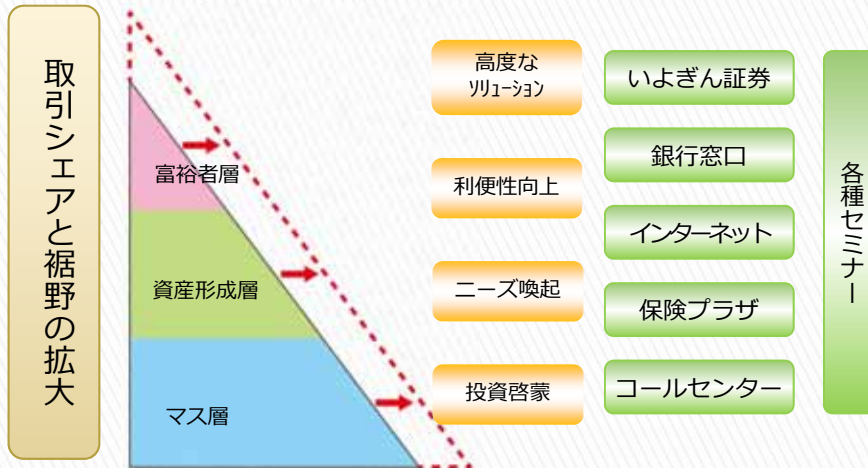 取引シェアと裾野の拡大
富裕者層
資産形成層
マス層
高度な
ｿﾘｭｰｼｮﾝ
利便性向上
ニーズ喚起
投資啓蒙
いよぎん証券
銀行窓口
インターネット
保険プラザ
コールセンター
各種セミナー